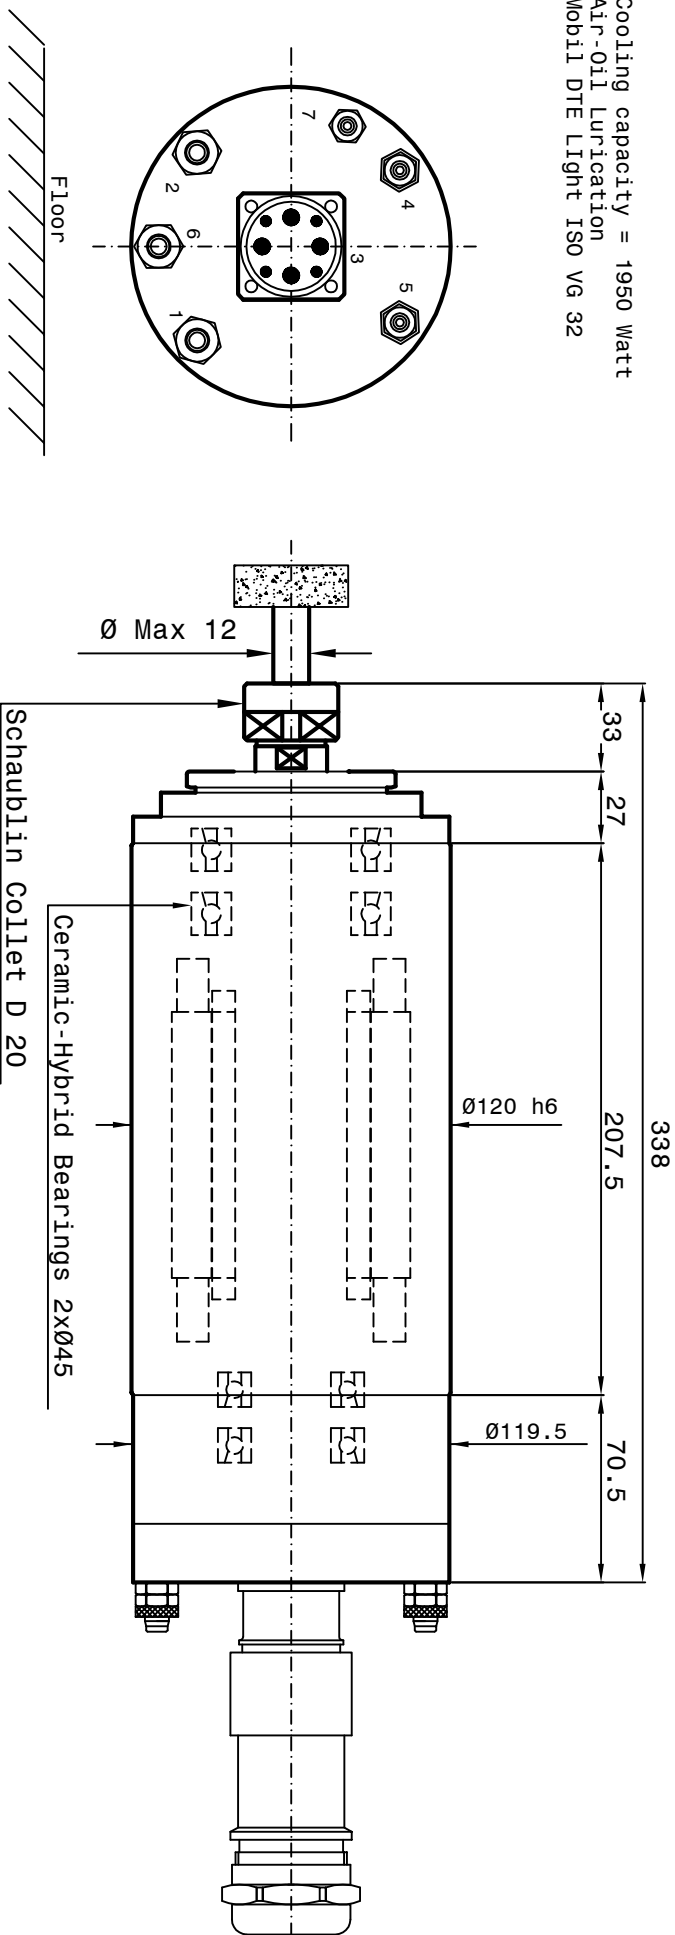 Cooling capacity = 1950 Watt
Air-Oil Lurication
Mobil DTE LIght ISO VG 32
7
4
2
3
6
5
1
Floor
Ø Max 12
33
27
338
207.5
Ø120 h6
Ø119.5
70.5
Ceramic-Hybrid Bearings 2xØ45
Schaublin Collet D 20